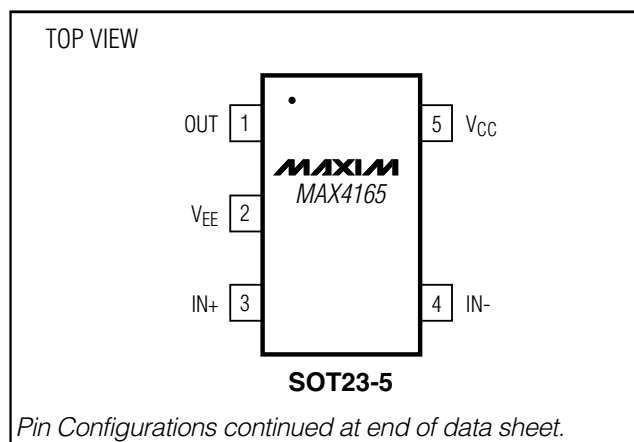 TOP VIEW
OUT 1
5 VCC
MAXIM
MAX4165
VEE 2
IN+ 3
4 IN-
SOT23-5
Pin Configurations continued at end of data sheet.